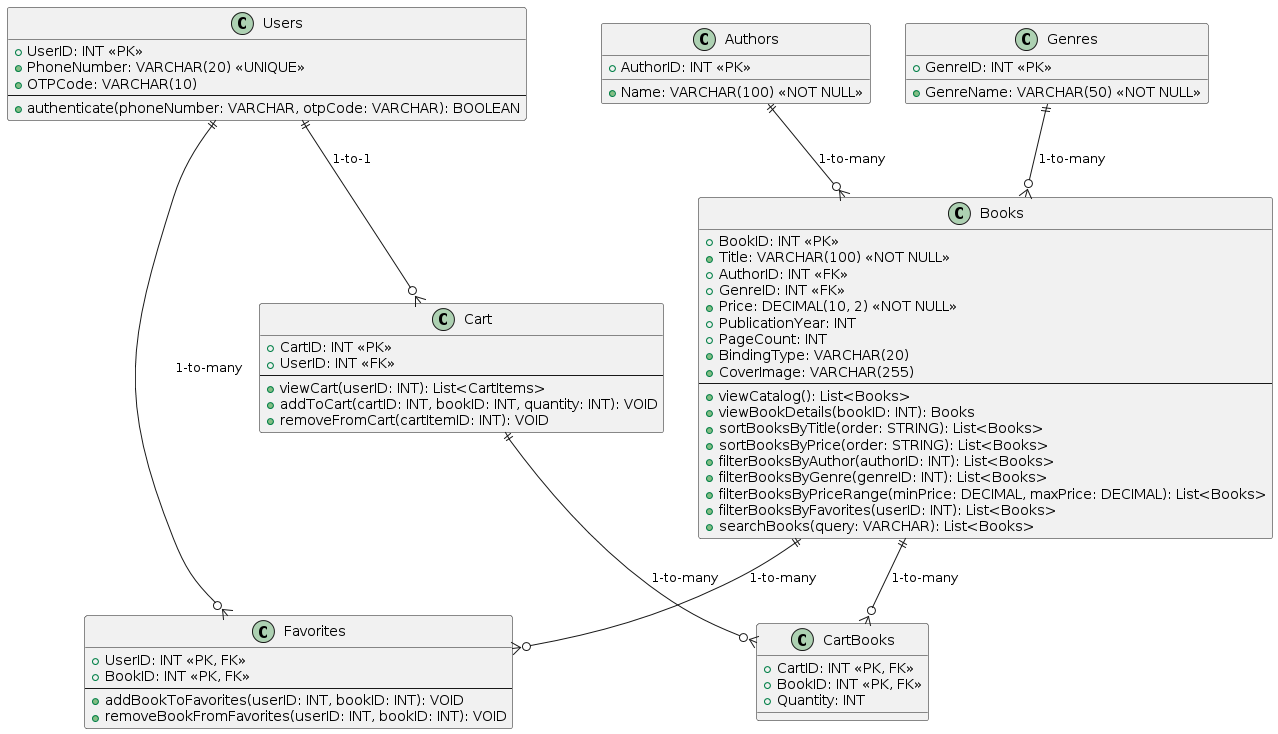 C Users
UserID: INT «PK»
PhoneNumber: VARCHAR(20) «UNIQUE»
OTPCode: VARCHAR(10)
authenticate(phoneNumber: VARCHAR, otpCode: VARCHAR): BOOLEAN
C Authors
AuthorID: INT «PK»
Name: VARCHAR(100) «NOT NULL»
C Genres
GenreID: INT «PK»
GenreName: VARCHAR(50) «NOT NULL»
1-to-1
1-to-many
1-to-many
C Books
BookID: INT «PK»
Title: VARCHAR(100) «NOT NULL»
AuthorID: INT «FK»
GenreID: INT «FK»
Price: DECIMAL(10, 2) «NOT NULL»
PublicationYear: INT
PageCount: INT
BindingType: VARCHAR(20)
CoverImage: VARCHAR(255)
viewCatalog(): List<Books>
viewBookDetails(bookID: INT): Books
sortBooksByTitle(order: STRING): List<Books>
sortBooksByPrice(order: STRING): List<Books>
filterBooksByAuthor(authorID: INT): List<Books>
filterBooksByGenre(genreID: INT): List<Books>
filterBooksByPriceRange(minPrice: DECIMAL, maxPrice: DECIMAL): List<Books>
filterBooksByFavorites(userID: INT): List<Books>
searchBooks(query: VARCHAR): List<Books>
C Cart
CartID: INT «PK»
UserID: INT «FK»
viewCart(userID: INT): List<CartItems>
addToCart(cartID: INT, bookID: INT, quantity: INT): VOID
removeFromCart(cartItemID: INT): VOID
1-to-many
1-to-many
1-to-many
1-to-many
C Favorites
UserID: INT «PK, FK»
BookID: INT «PK, FK»
addBookToFavorites(userID: INT, bookID: INT): VOID
removeBookFromFavorites(userID: INT, bookID: INT): VOID
C CartBooks
CartID: INT «PK, FK»
BookID: INT «PK, FK»
Quantity: INT